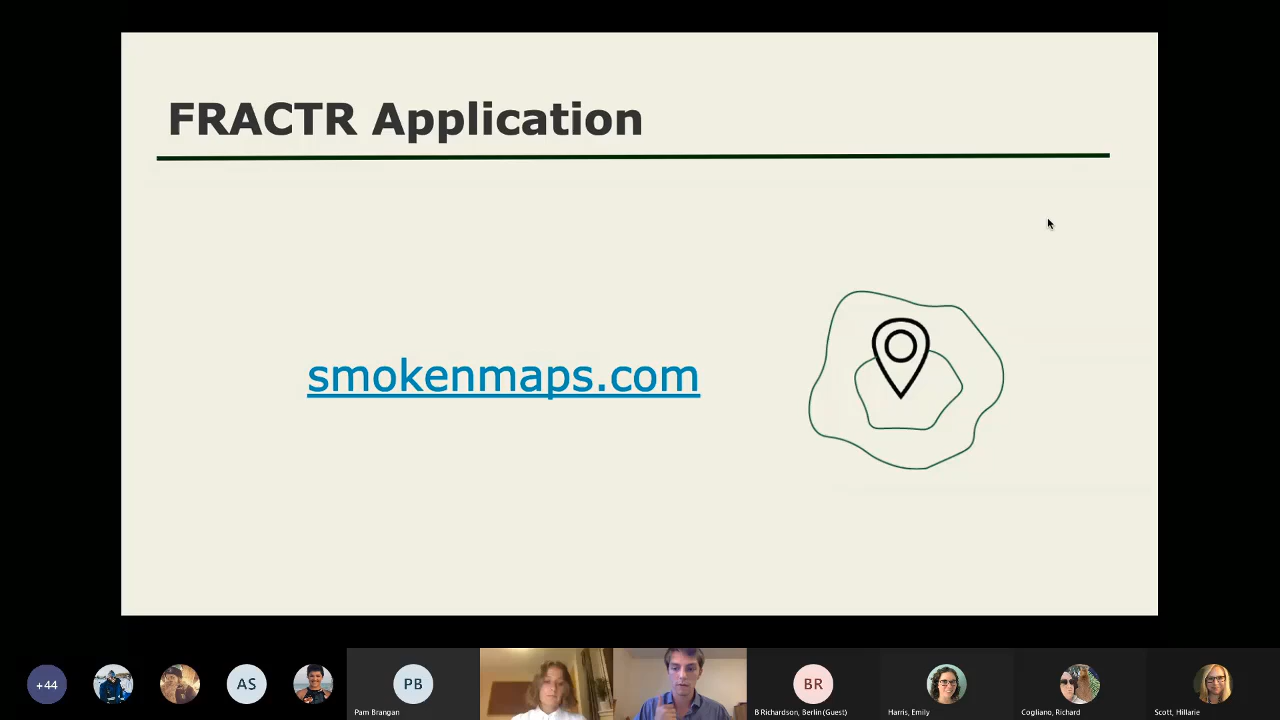 FRACTR Application
smokenmaps.com
+44
AS
PB
Pam Brangan
BR
B Richardson, Berlin (Guest)
Harris, Emily
Cogliano, Richard
Scott, Hillarie